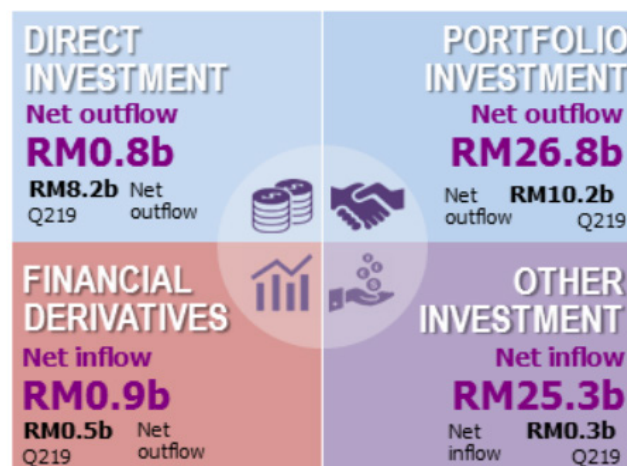 DIRECT
INVESTMENT
Net outflow
RM0.8b
RM8.2b Net
Q219 outflow
PORTFOLIO
INVESTMENT
Net outflow
RM26.8b
Net RM10.2b
outflow Q219
FINANCIAL
DERIVATIVES
Net inflow
RM0.9b
RM0.5b Net
Q219 outflow
OTHER
INVESTMENT
Net inflow
RM25.3b
Net RM0.3b
inflow Q219